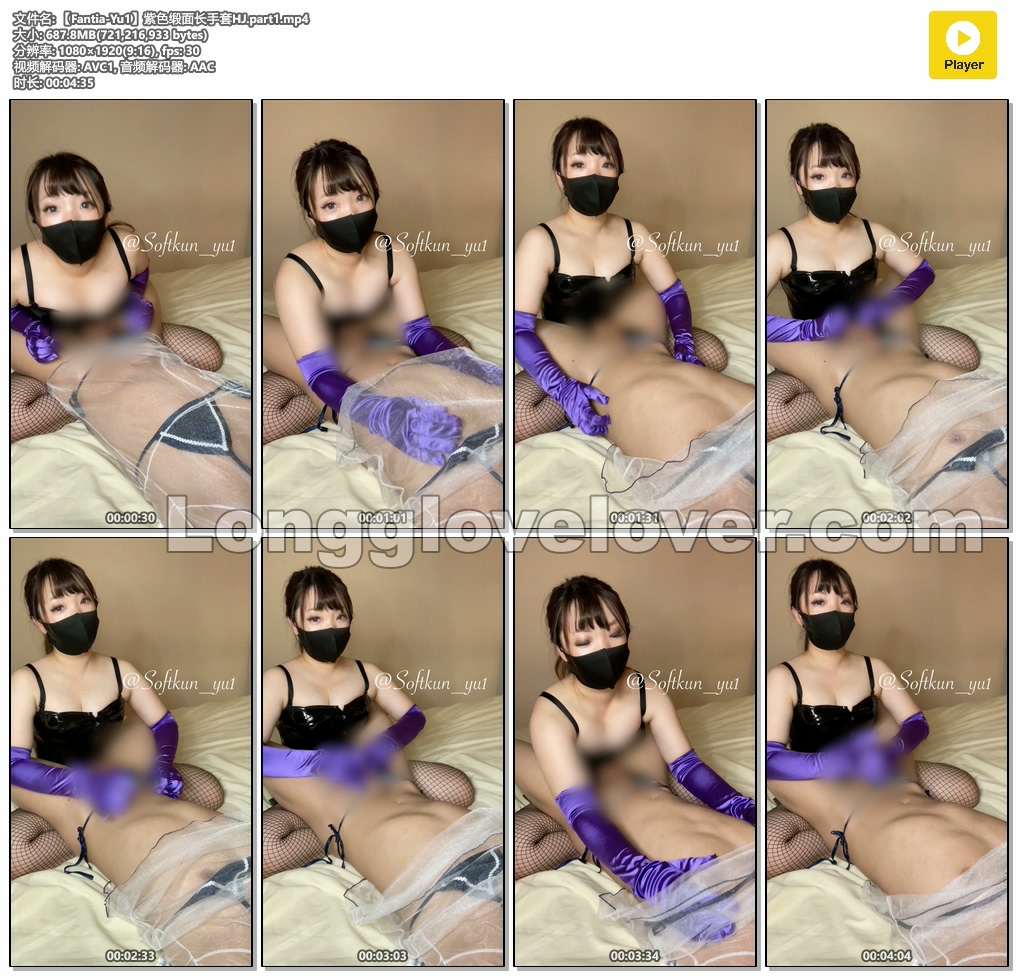 文件名: 【Fantia-Yu1】紫色缎面长手套HJ.part1.mp4
大小: 687.8MB(721,216,933 bytes)
分辨率: 1080×1920(9:16), fps: 30
视频解码器: AVC1, 音频解码器: AAC
时长: 00:04:35
Player
@Softkun_yu1
@Softkun_yu1
@Softkun_yu1
@Softkun_yu1
00:00:30
00:01:01
00:01:31
00:02:02
Longglovelover.com
@Softkun_yu1
@Softkun_yu1
@Softkun_yu1
@Softkun_yu1
00:02:33
00:03:03
00:03:34
00:04:04